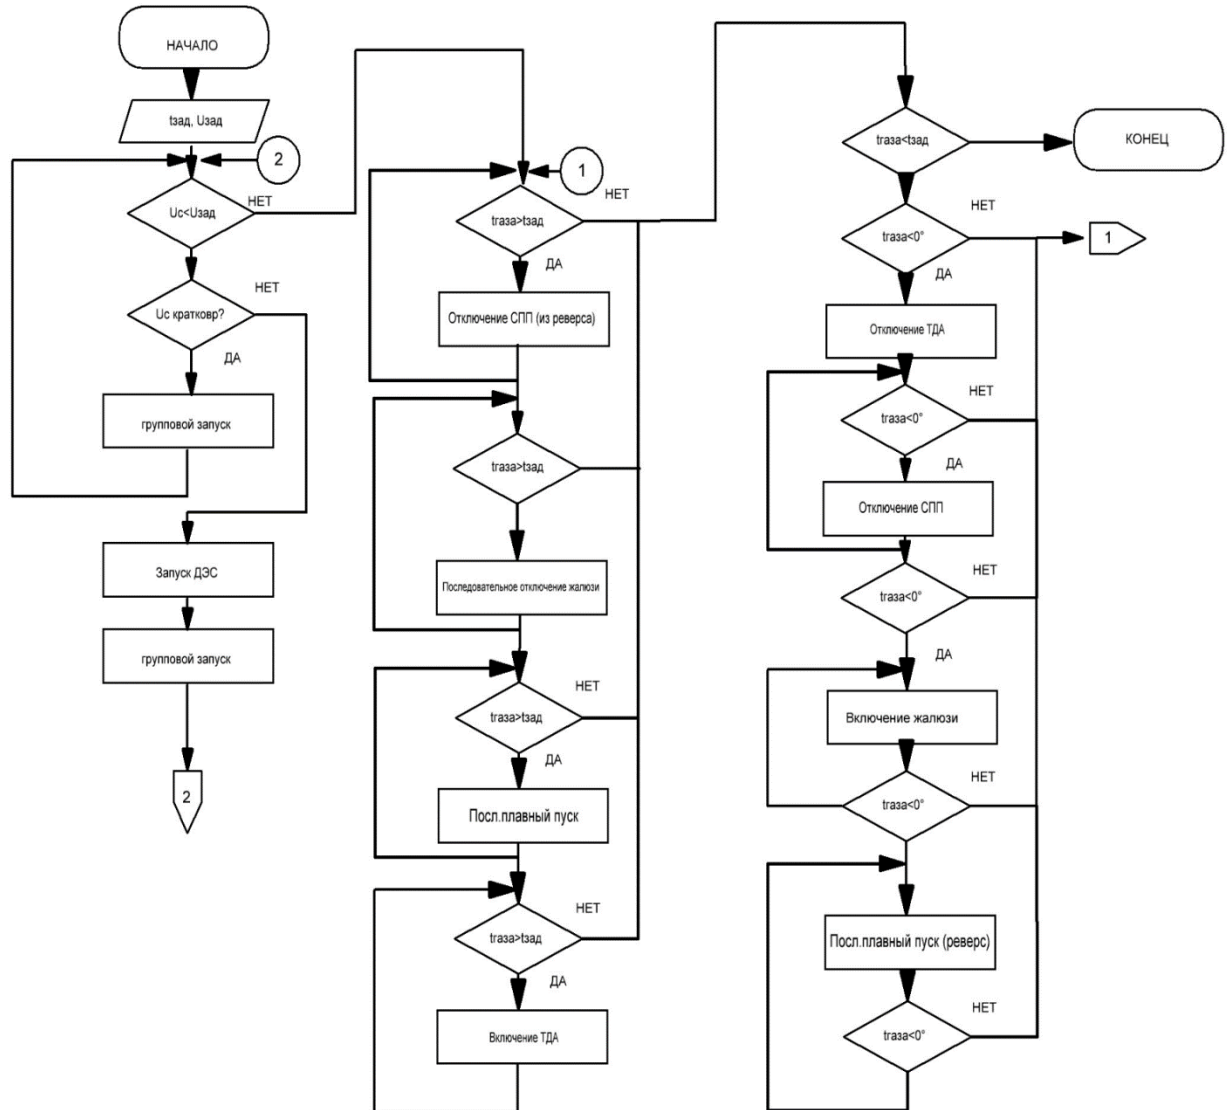 НАЧАЛО
tзад, Uзад
2
Uc<Uзад
НЕТ
Uc кратковр?
НЕТ
ДА
групповой запуск
Запуск ДЭС
групповой запуск
2
1
tгаза>tзад
НЕТ
ДА
Отключение СПП (из реверса)
tгаза>tзад
Последовательное отключение жалюзи
tгаза>tзад
НЕТ
ДА
Посл.плавный пуск
tгаза>tзад
НЕТ
ДА
Включение ТДА
tгаза<tзад
КОНЕЦ
tгаза<0°
НЕТ
1
ДА
Отключение ТДА
tгаза<0°
НЕТ
ДА
Отключение СПП
tгаза<0°
НЕТ
ДА
Включение жалюзи
tгаза<0°
НЕТ
Посл.плавный пуск (реверс)
tгаза<0°
НЕТ